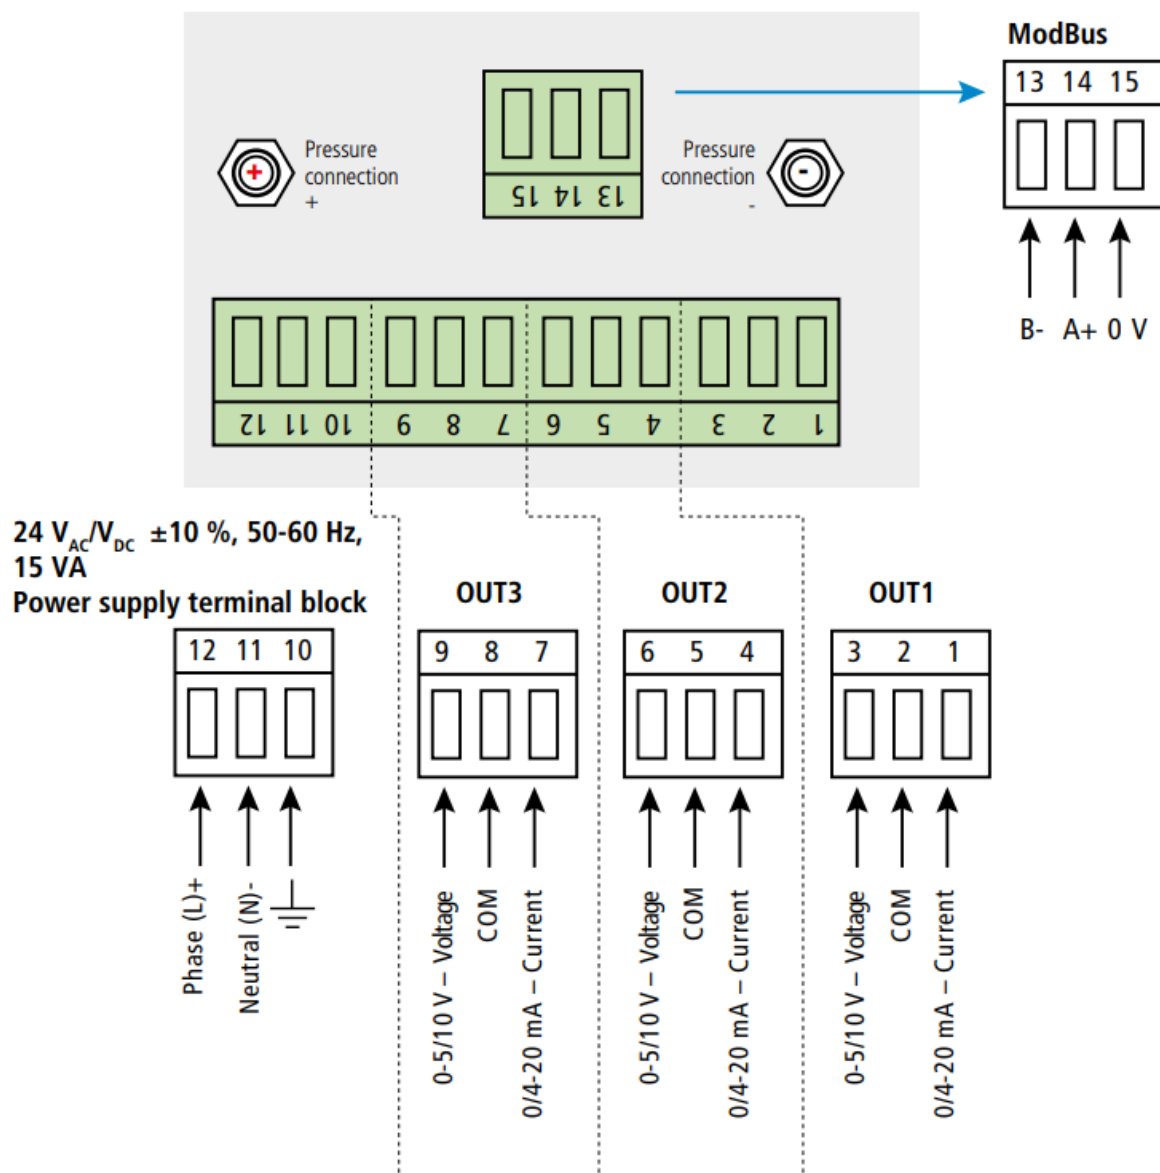 ModBus
13 14 15
B- A+ 0 V
Pressure
connection
+
+
15 14 13
Pressure
connection
-
-
12 11 10 9 8 7 6 5 4 3 2 1
24 VAC/VDC ±10 %, 50-60 Hz,
15 VA
Power supply terminal block
12 11 10
Phase (L)+
Neutral (N)-
OUT3
9 8 7
0-5/10 V – Voltage
COM
0/4-20 mA – Current
OUT2
6 5 4
0-5/10 V – Voltage
COM
0/4-20 mA – Current
OUT1
3 2 1
0-5/10 V – Voltage
COM
0/4-20 mA – Current